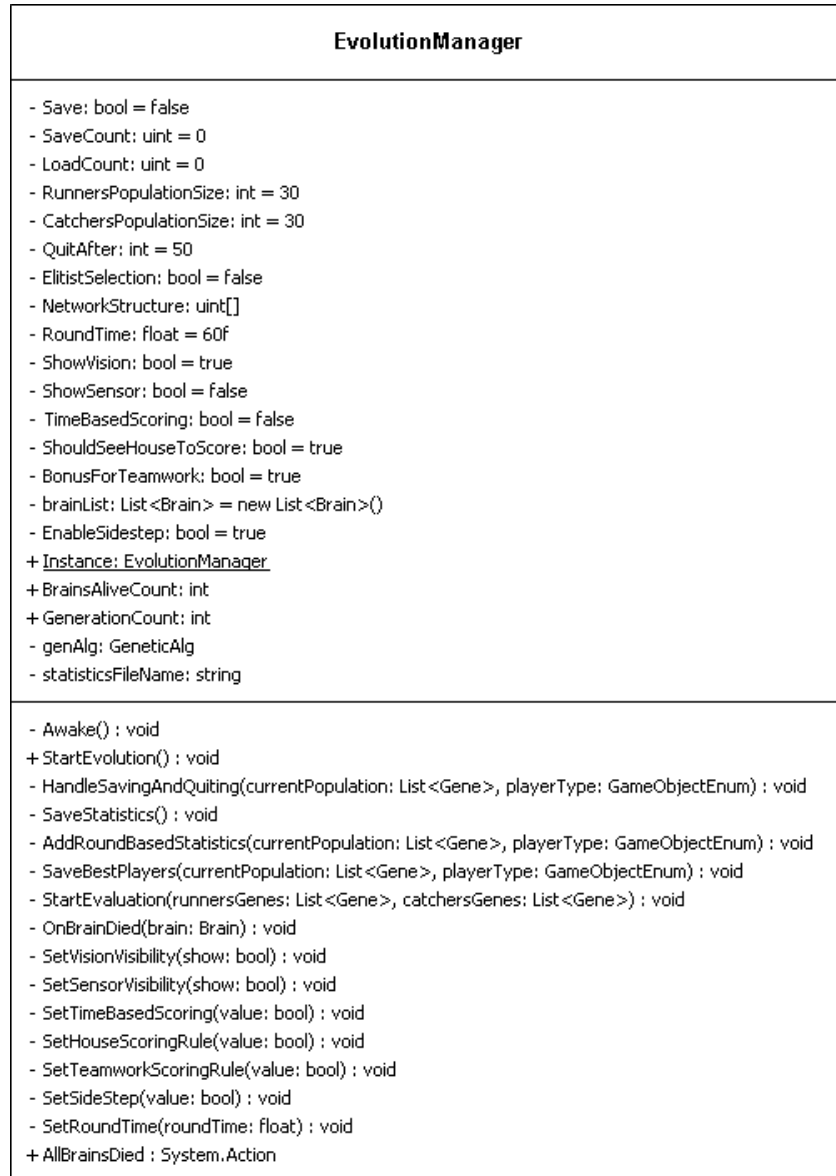 EvolutionManager
- Save: bool = false
- SaveCount: uint = 0
- LoadCount: uint = 0
- RunnersPopulationSize: int = 30
- CatchersPopulationSize: int = 30
- QuitAfter: int = 50
- ElitistSelection: bool = false
- NetworkStructure: uint[]
- RoundTime: float = 60f
- ShowVision: bool = true
- ShowSensor: bool = false
- TimeBasedScoring: bool = false
- ShouldSeeHouseToScore: bool = true
- BonusForTeamwork: bool = true
- brainList: List<Brain> = new List<Brain>()
- EnableSidestep: bool = true
+ Instance: EvolutionManager
+ BrainsAliveCount: int
+ GenerationCount: int
- genAlg: GeneticAlg
- statisticsFileName: string
- Awake() : void
+ StartEvolution() : void
- HandleSavingAndQuiting(currentPopulation: List<Gene>, playerType: GameObjectEnum) : void
- SaveStatistics() : void
- AddRoundBasedStatistics(currentPopulation: List<Gene>, playerType: GameObjectEnum) : void
- SaveBestPlayers(currentPopulation: List<Gene>, playerType: GameObjectEnum) : void
- StartEvaluation(runnersGenes: List<Gene>, catchersGenes: List<Gene>) : void
- OnBrainDied(brain: Brain) : void
- SetVisionVisibility(show: bool) : void
- SetSensorVisibility(show: bool) : void
- SetTimeBasedScoring(value: bool) : void
- SetHouseScoringRule(value: bool) : void
- SetTeamworkScoringRule(value: bool) : void
- SetSideStep(value: bool) : void
- SetRoundTime(roundTime: float) : void
+ AllBrainsDied : System.Action